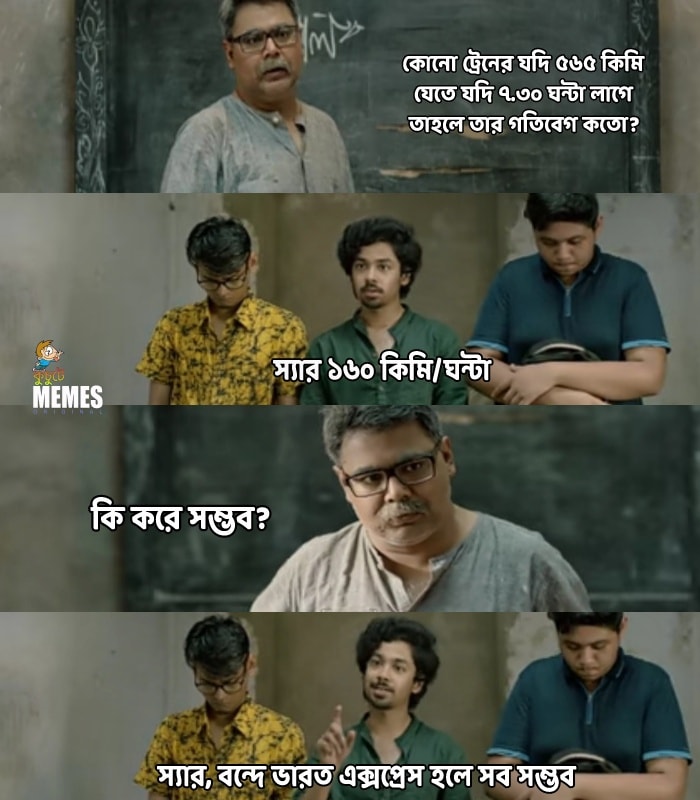 কোনো ট্রেনের যদি ৫৬৫ কিমি
যেতে যদি ৭.৩০ ঘন্টা লাগে
তাহলে তার গতিবেগ কতো?
স্যার ১৬০ কিমি/ঘন্টা
MEMES
কি করে সম্ভব?
স্যার, বন্দে ভারত এক্সপ্রেস হলে সব সম্ভব